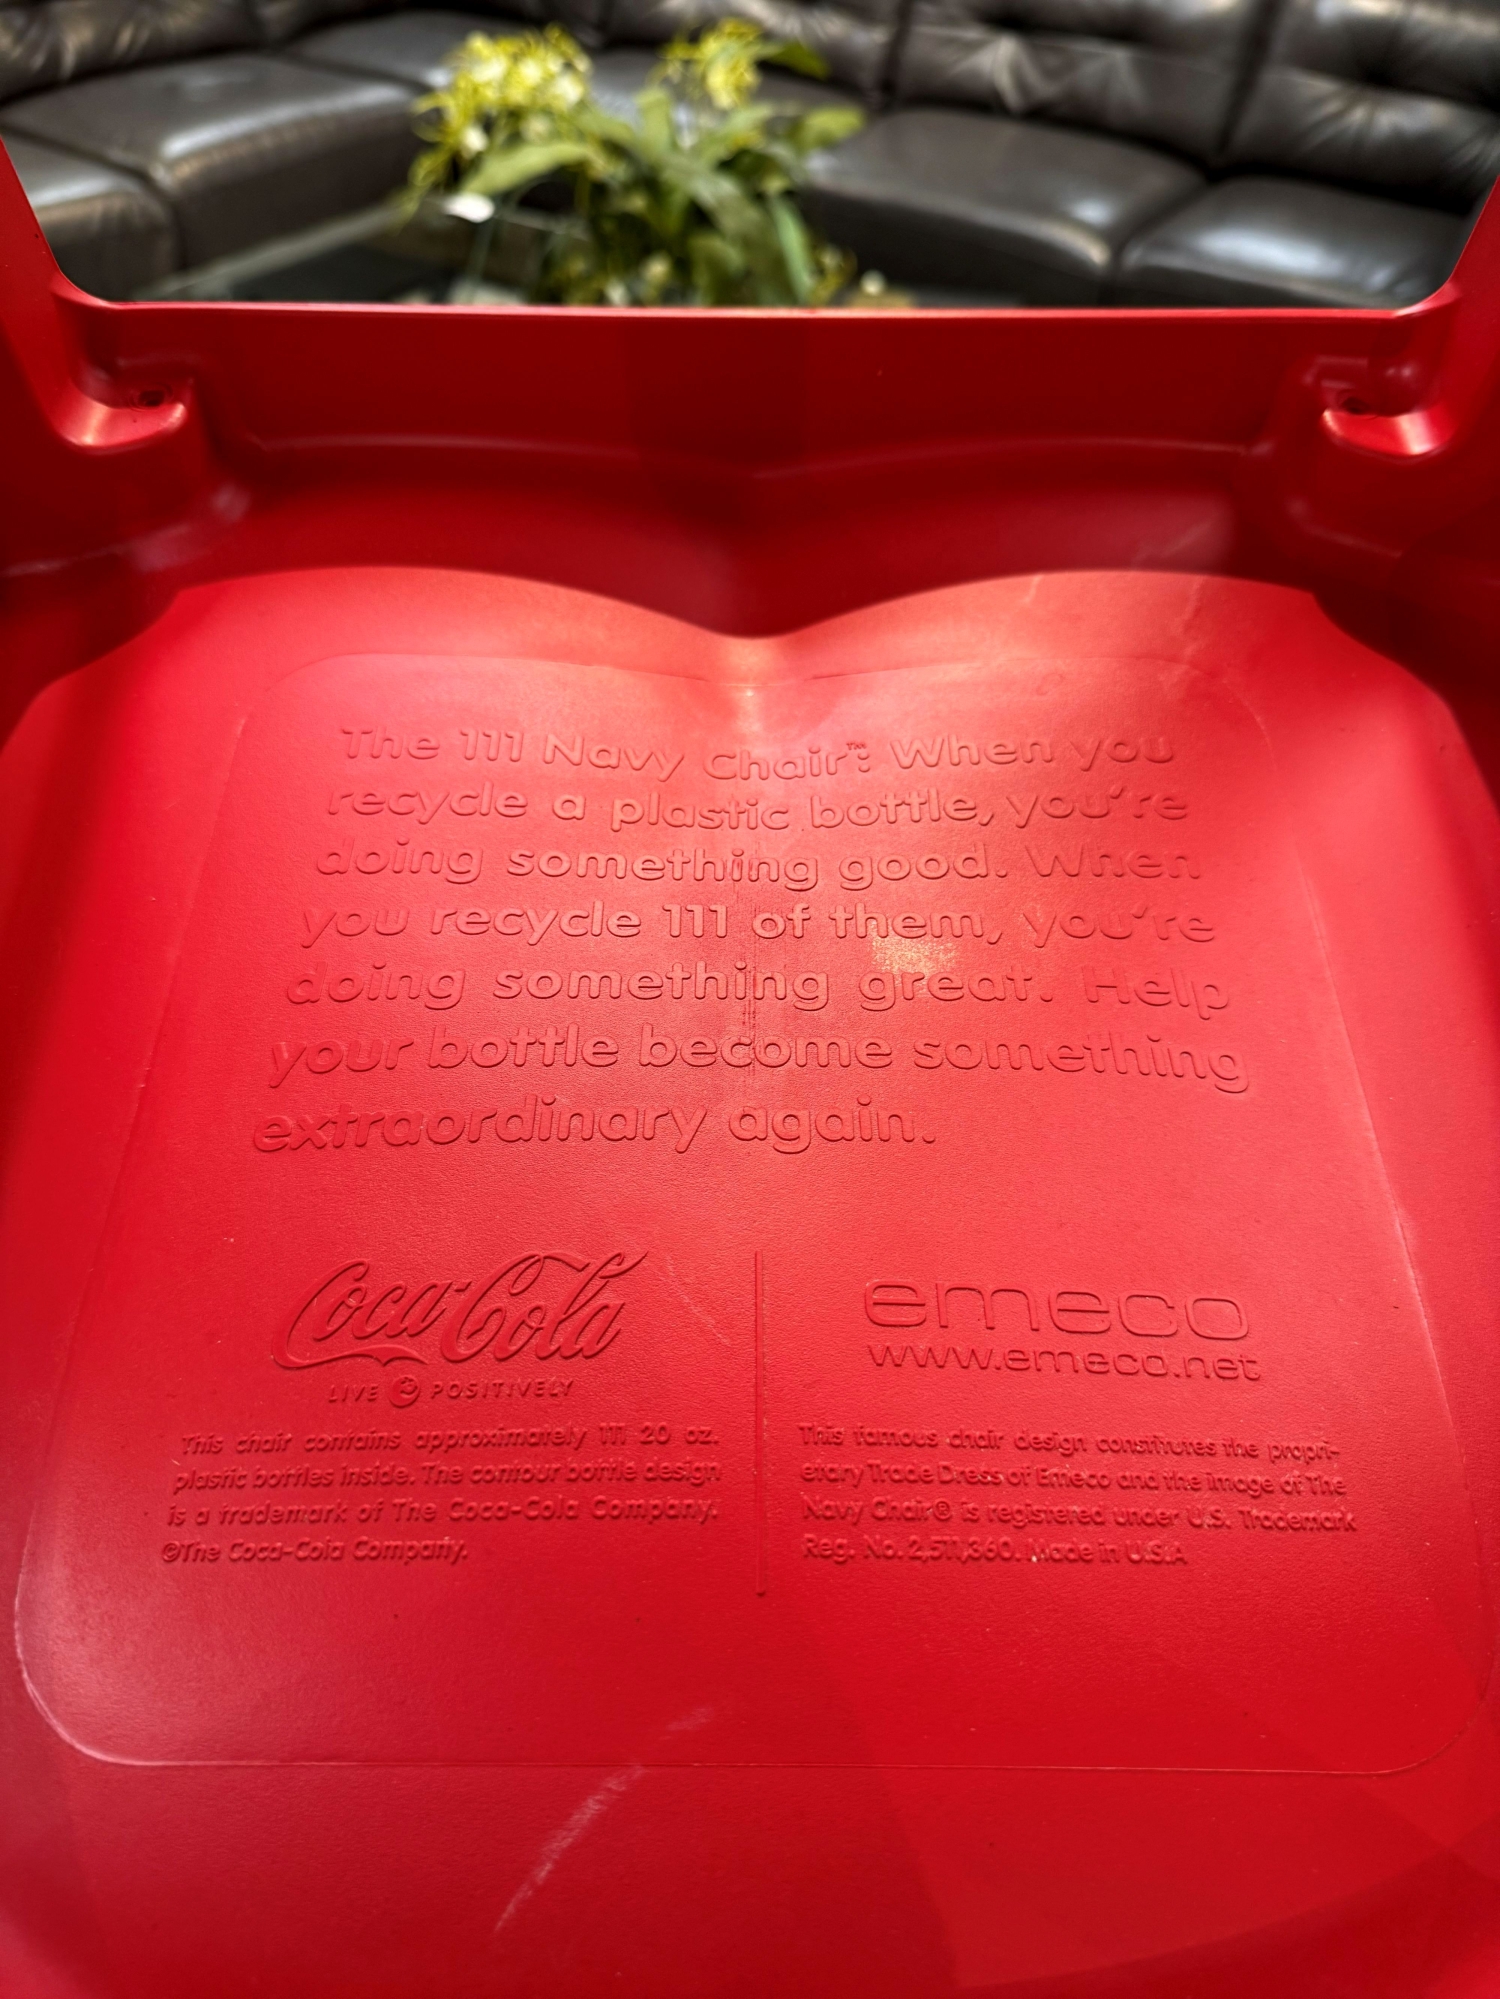 The 111 Navy Chair™: When you
recycle a plastic bottle, you're
doing something good. When
you recycle 111 of them, you're
doing something great. Help
your bottle become something
extraordinary again.
Coca-Cola
LIVE POSITIVELY
This chair contains approximately 111 20 oz.
plastic bottles inside. The contour bottle design
is a trademark of The Coca-Cola Company.
©The Coca-Cola Company.
emeco
www.emeco.net
This famous chair design constitutes the propri-
etary Trade Dress of Emeco and the image of The
Navy Chair® is registered under U.S. Trademark
Reg. No. 2,511,360. Made in U.S.A